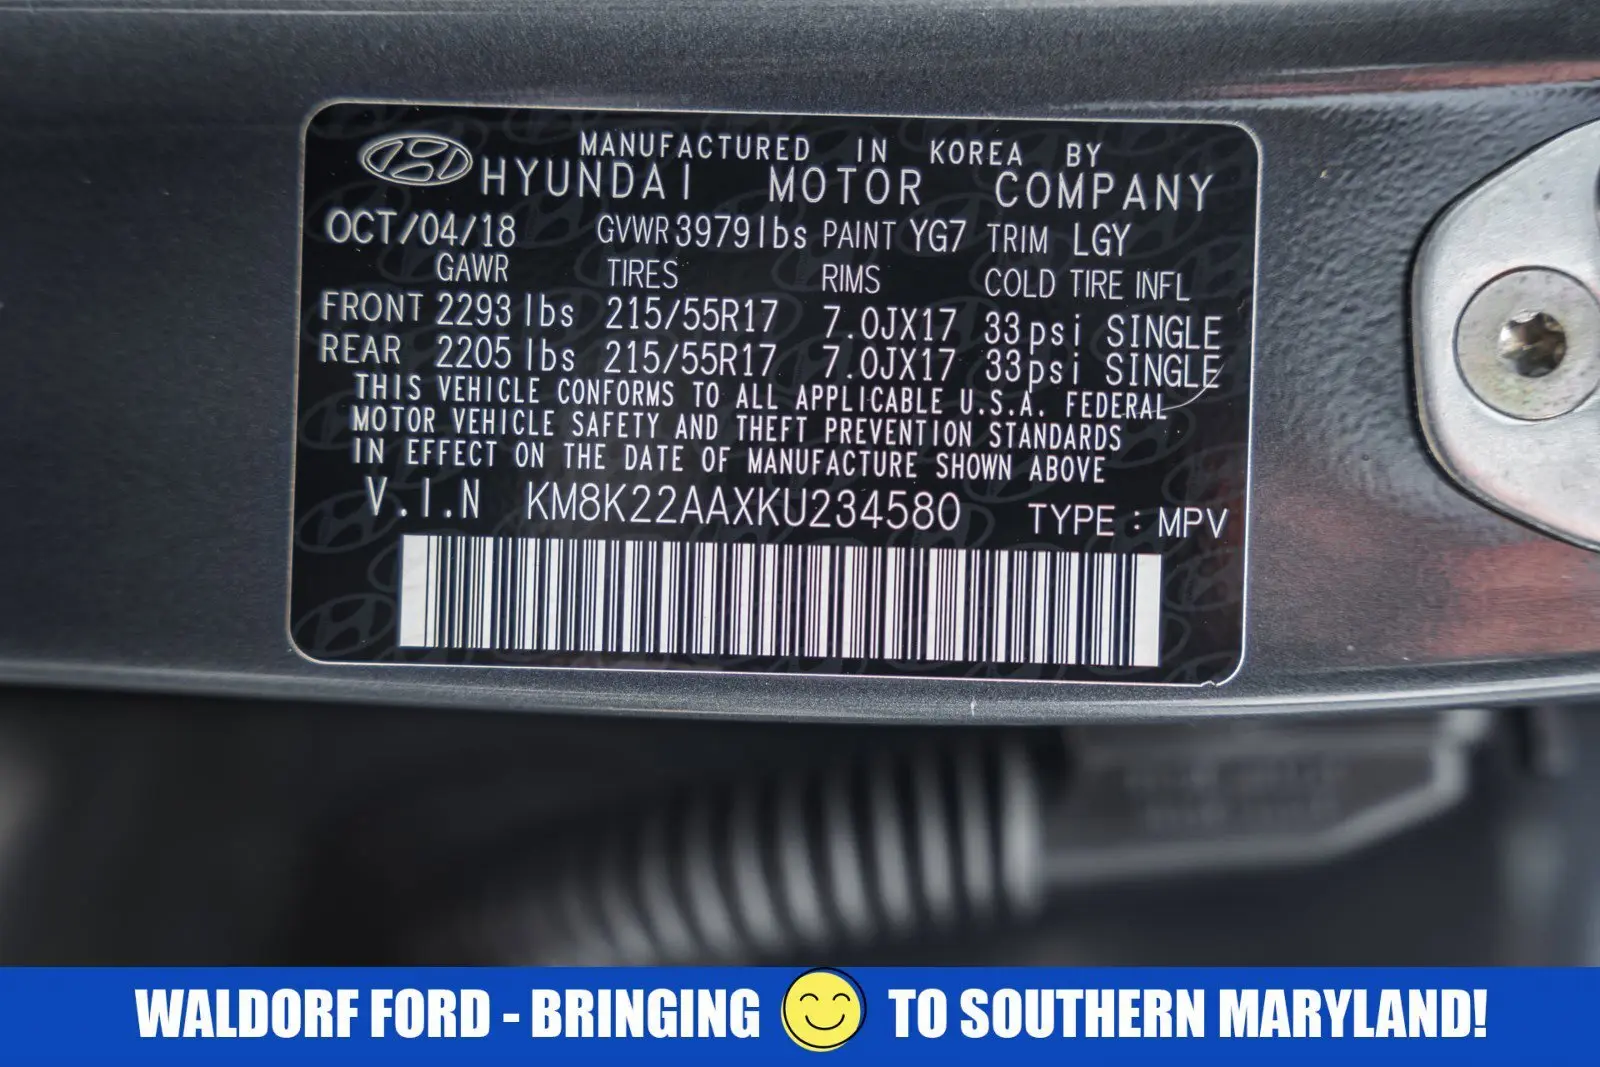 MANUFACTURED IN KOREA BY
HYUNDAI MOTOR COMPANY
OCT/04/18 GVWR 3979lbs PAINT YG7 TRIM LGY
GAWR TIRES RIMS COLD TIRE INFL
FRONT 2293 lbs 215/55R17 7.0JX17 33psi SINGLE
REAR 2205 lbs 215/55R17 7.0JX17 33psi SINGLE
THIS VEHICLE CONFORMS TO ALL APPLICABLE U.S.A. FEDERAL
MOTOR VEHICLE SAFETY AND THEFT PREVENTION STANDARDS
IN EFFECT ON THE DATE OF MANUFACTURE SHOWN ABOVE
V.I.N KM8K22AAXKU234580 TYPE : MPV
WALDORF FORD - BRINGING TO SOUTHERN MARYLAND!